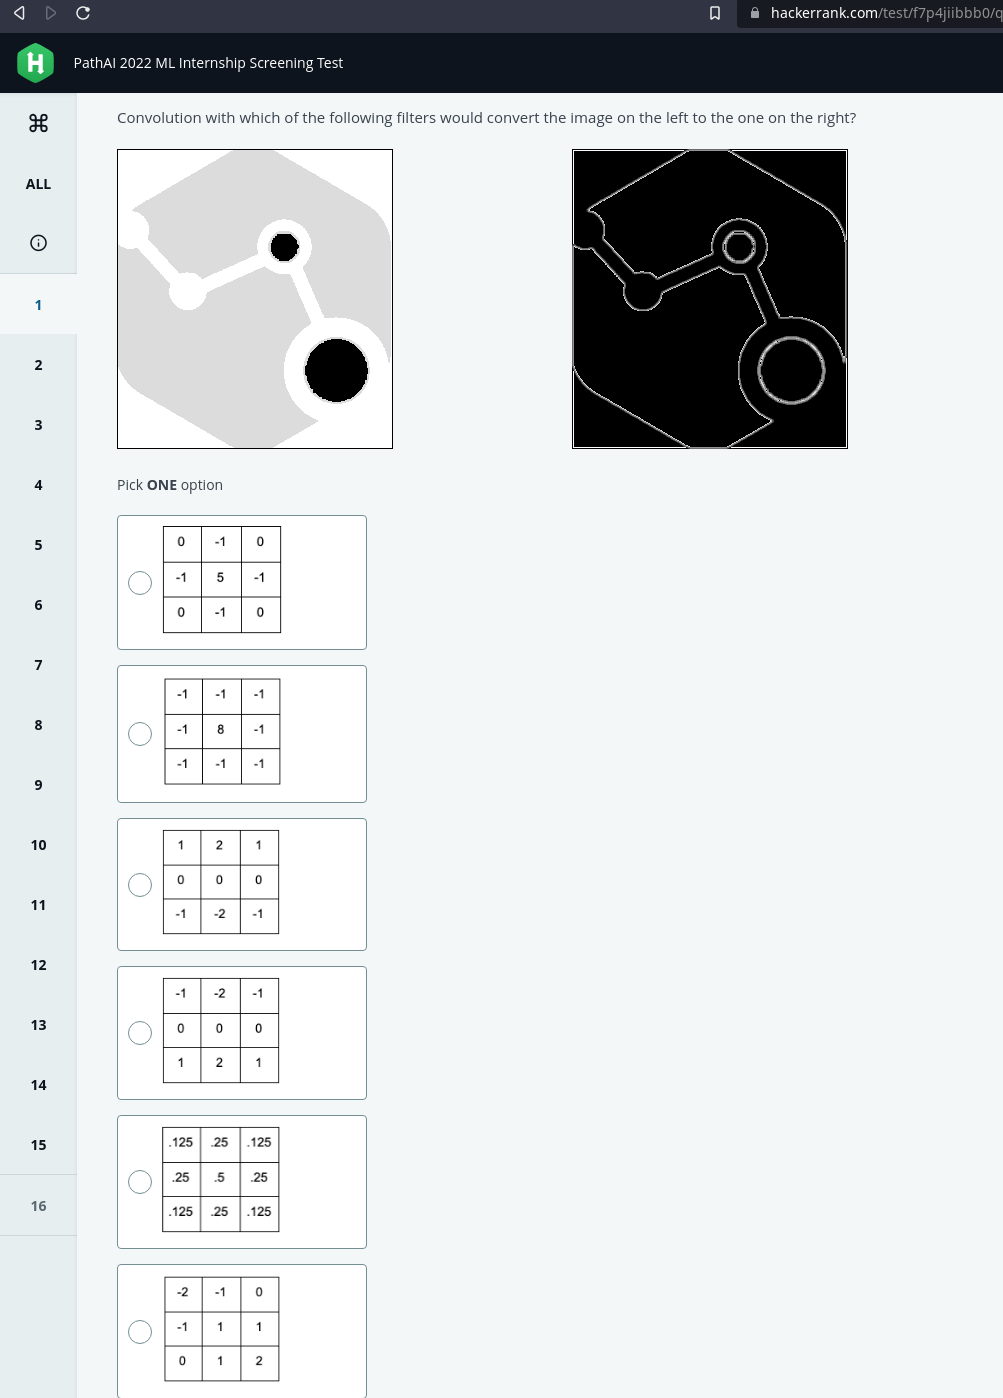 hackerrank.com/test/f7p4jiibbb0/q
H
PathAI 2022 ML Internship Screening Test
⌘
ALL
1
2
3
4
5
6
7
8
9
10
11
12
13
14
15
16
Convolution with which of the following filters would convert the image on the left to the one on the right?
Pick ONE option
0 -1 0
-1 5 -1
0 -1 0
-1 -1 -1
-1 8 -1
-1 -1 -1
1 2 1
0 0 0
-1 -2 -1
-1 -2 -1
0 0 0
1 2 1
.125 .25 .125
.25 .5 .25
.125 .25 .125
-2 -1 0
-1 1 1
0 1 2